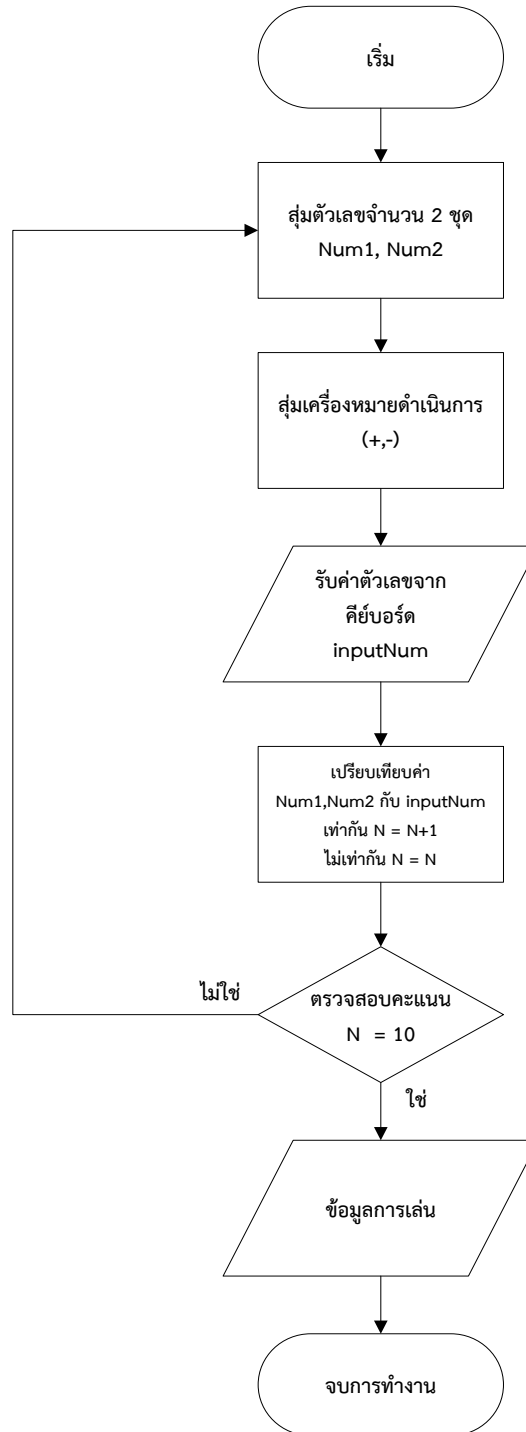 เริ่ม
สุ่มตัวเลขจำนวน 2 ชุด
Num1, Num2
สุ่มเครื่องหมายดำเนินการ
(+,-)
รับค่าตัวเลขจาก
คีย์บอร์ด
inputNum
เปรียบเทียบค่า
Num1,Num2 กับ inputNum
เท่ากัน N = N+1
ไม่เท่ากัน N = N
ไม่ใช่
ตรวจสอบคะแนน
N = 10
ใช่
ข้อมูลการเล่น
จบการทำงาน